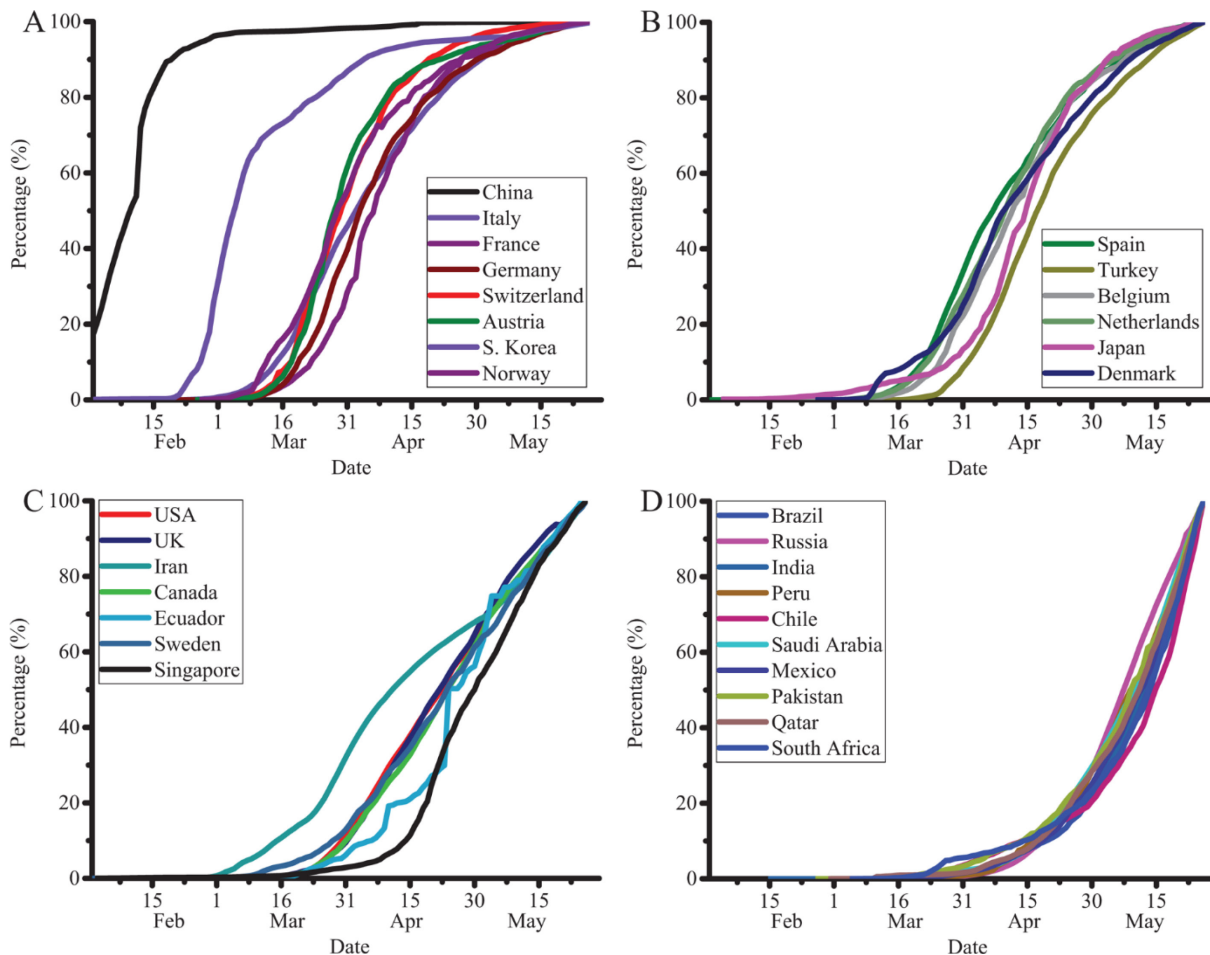 A
Percentage (%)
100
80
60
40
20
0
China
Italy
France
Germany
Switzerland
Austria
S. Korea
Norway
15 1 16 31 15 30 15
Feb Mar Apr May
Date
B
Percentage (%)
100
80
60
40
20
0
Spain
Turkey
Belgium
Netherlands
Japan
Denmark
15 1 16 31 15 30 15
Feb Mar Apr May
Date
C
Percentage (%)
100
80
60
40
20
0
USA
UK
Iran
Canada
Ecuador
Sweden
Singapore
15 1 16 31 15 30 15
Feb Mar Apr May
Date
D
Percentage (%)
100
80
60
40
20
0
Brazil
Russia
India
Peru
Chile
Saudi Arabia
Mexico
Pakistan
Qatar
South Africa
15 1 16 31 15 30 15
Feb Mar Apr May
Date